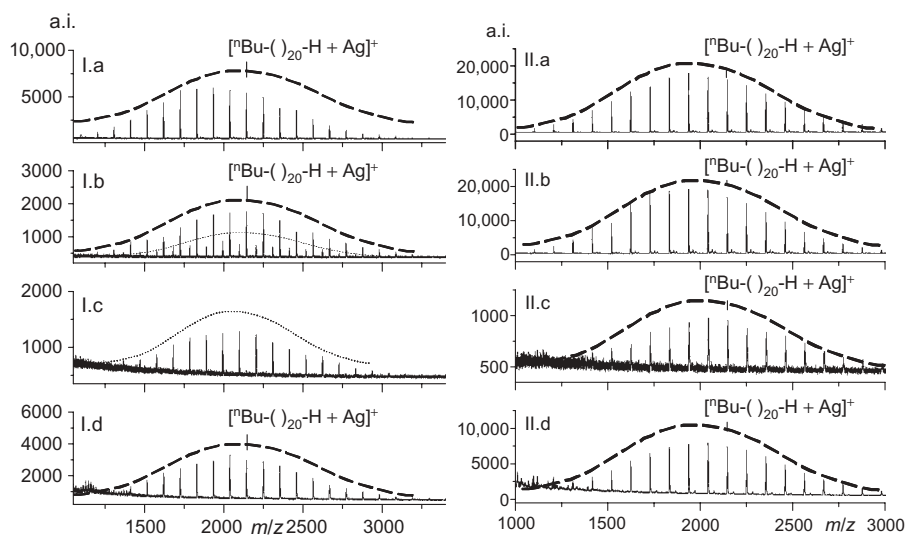 a.i.
[ⁿBu-( )₂₀-H + Ag]⁺
10,000
I.a
5000
[ⁿBu-( )₂₀-H + Ag]⁺
3000
I.b
2000
1000
2000
I.c
1000
[ⁿBu-( )₂₀-H + Ag]⁺
6000
I.d
4000
2000
1500 2000 m/z 2500 3000
a.i.
[ⁿBu-( )₂₀-H + Ag]⁺
20,000
II.a
10,000
0
[ⁿBu-( )₂₀-H + Ag]⁺
20,000
II.b
10,000
0
[ⁿBu-( )₂₀-H + Ag]⁺
II.c
1000
500
[ⁿBu-( )₂₀-H + Ag]⁺
10,000
II.d
5000
0
1000 1500 2000 2500 m/z 3000